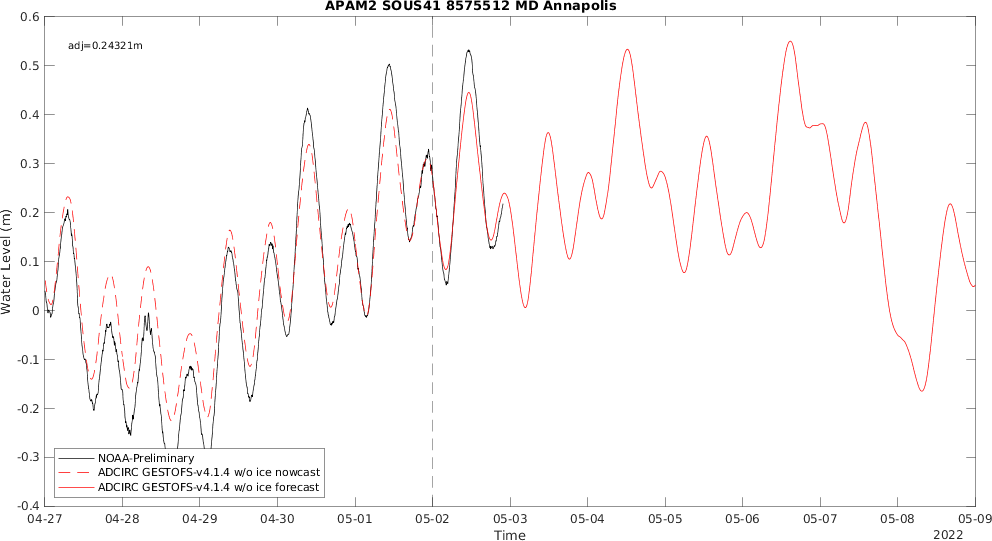 APAM2 SOUS41 8575512 MD Annapolis
adj=0.24321m
Water Level (m)
0.6
0.5
0.4
0.3
0.2
0.1
0
-0.1
-0.2
-0.3
-0.4
NOAA-Preliminary
ADCIRC GESTOFS-v4.1.4 w/o ice nowcast
ADCIRC GESTOFS-v4.1.4 w/o ice forecast
04-27 04-28 04-29 04-30 05-01 05-02 05-03 05-04 05-05 05-06 05-07 05-08 05-09
Time
2022